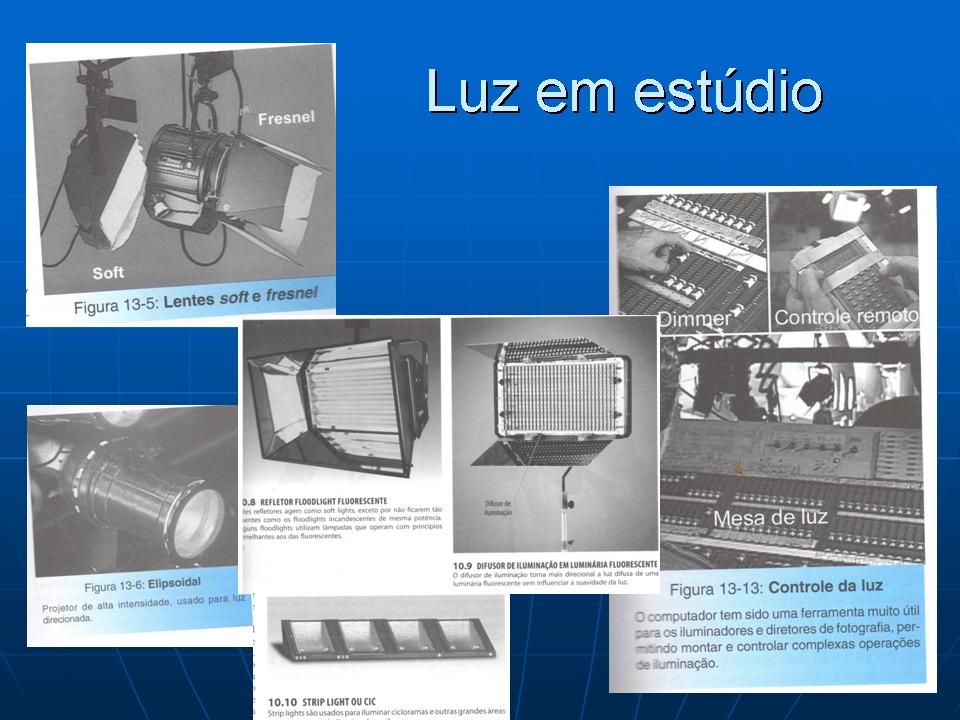 Luz em estúdio
Fresnel
Soft
Figura 13-5: Lentes soft e fresnel
Dimmer
Controle remoto
Mesa de luz
Figura 13-13: Controle da luz
O computador tem sido uma ferramenta muito útil
para os iluminadores e diretores de fotografia, per-
mitindo montar e controlar complexas operações
de iluminação.
0.8 REFLETOR FLOODLIGHT FLUORESCENTE
tes refletores agem como soft lights, exceto por não ficarem tão
entes como os floodlights incandescentes de mesma potência.
guns floodlights utilizam lâmpadas que operam com princípios
melhantes aos das fluorescentes.
Difusor de
iluminação
10.9 DIFUSOR DE ILUMINAÇÃO EM LUMINÁRIA FLUORESCENTE
O difusor de iluminação torna mais direcional a luz difusa de uma
luminária fluorescente sem influenciar a suavidade da luz.
Figura 13-6: Elipsoidal
Projetor de alta intensidade, usado para luz
direcionada.
10.10 STRIP LIGHT OU CIC
Strip lights são usados para iluminar cicloramas e outras grandes áreas